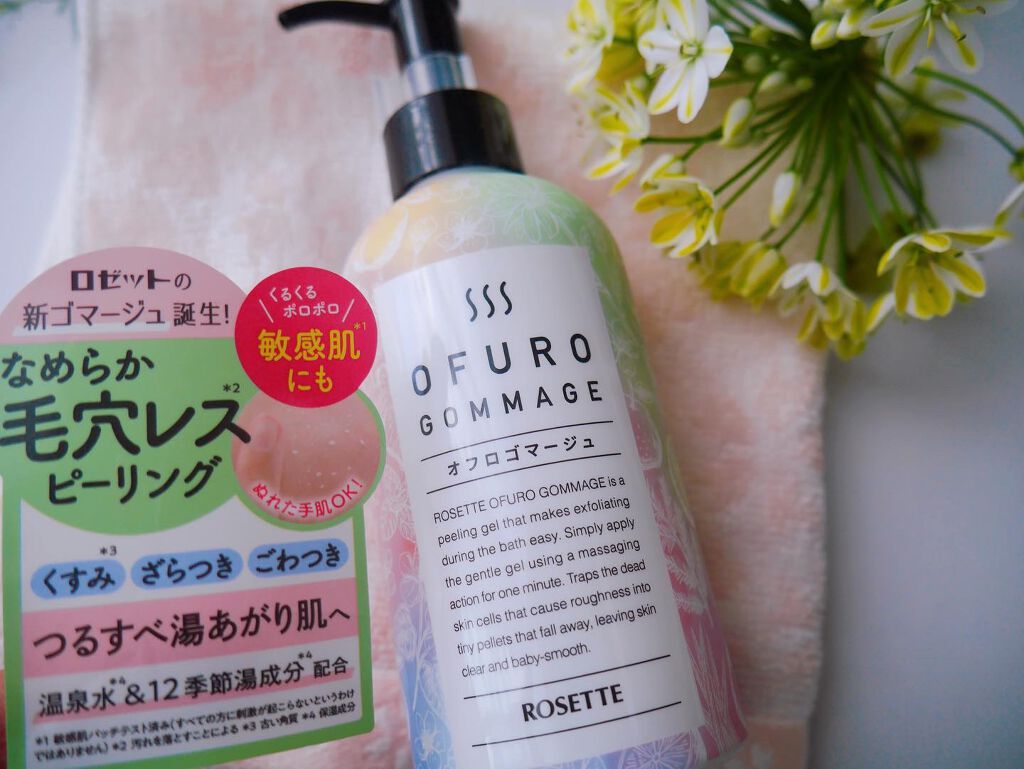 ロゼットの
新ゴマージュ誕生!
くるくる
ポロポロ
敏感肌*1
にも
なめらか
毛穴レス*2
ピーリング
ぬれた手肌OK!
くすみ*3 ざらつき ごわつき
つるすべ湯あがり肌へ
温泉水*4&12季節湯成分*4配合
*1 敏感肌パッチテスト済み(すべての方に刺激が起こらないというわけ
ではありません) *2 汚れを落とすことによる *3 古い角質 *4 保湿成分
OFURO
GOMMAGE
オフロゴマージュ
ROSETTE OFURO GOMMAGE is a
peeling gel that makes exfoliating
during the bath easy. Simply apply
the gentle gel using a massaging
action for one minute. Traps the dead
skin cells that cause roughness into
tiny pellets that fall away, leaving skin
clear and baby-smooth.
ROSETTE